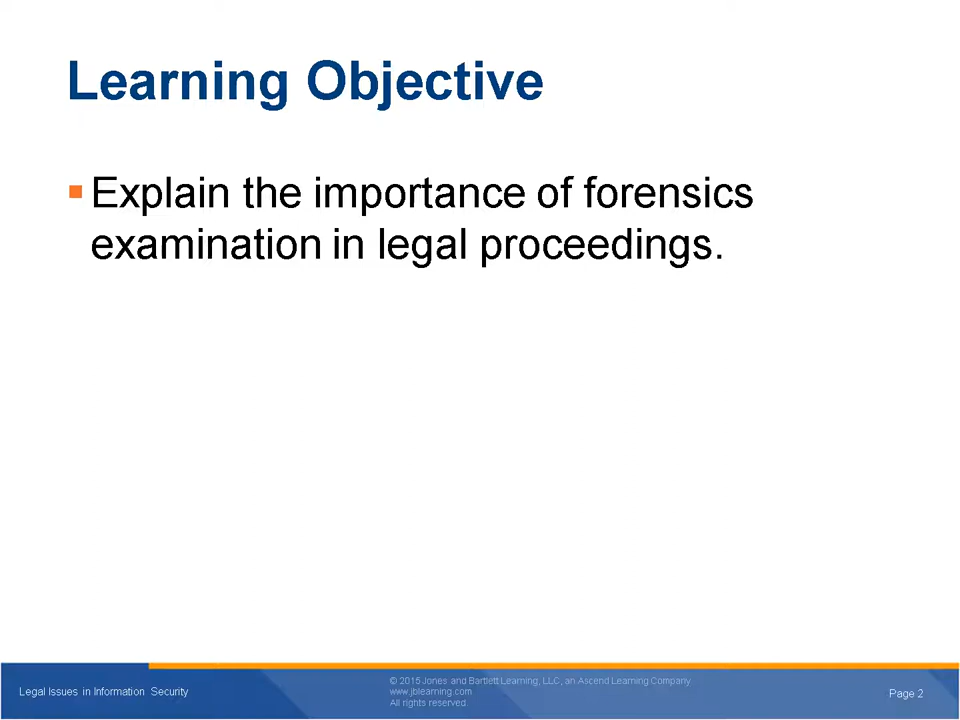 Learning Objective
Explain the importance of forensics
examination in legal proceedings.
Legal Issues in Information Security
© 2015 Jones and Bartlett Learning, LLC, an Ascend Learning Company
www.jblearning.com
All rights reserved.
Page 2